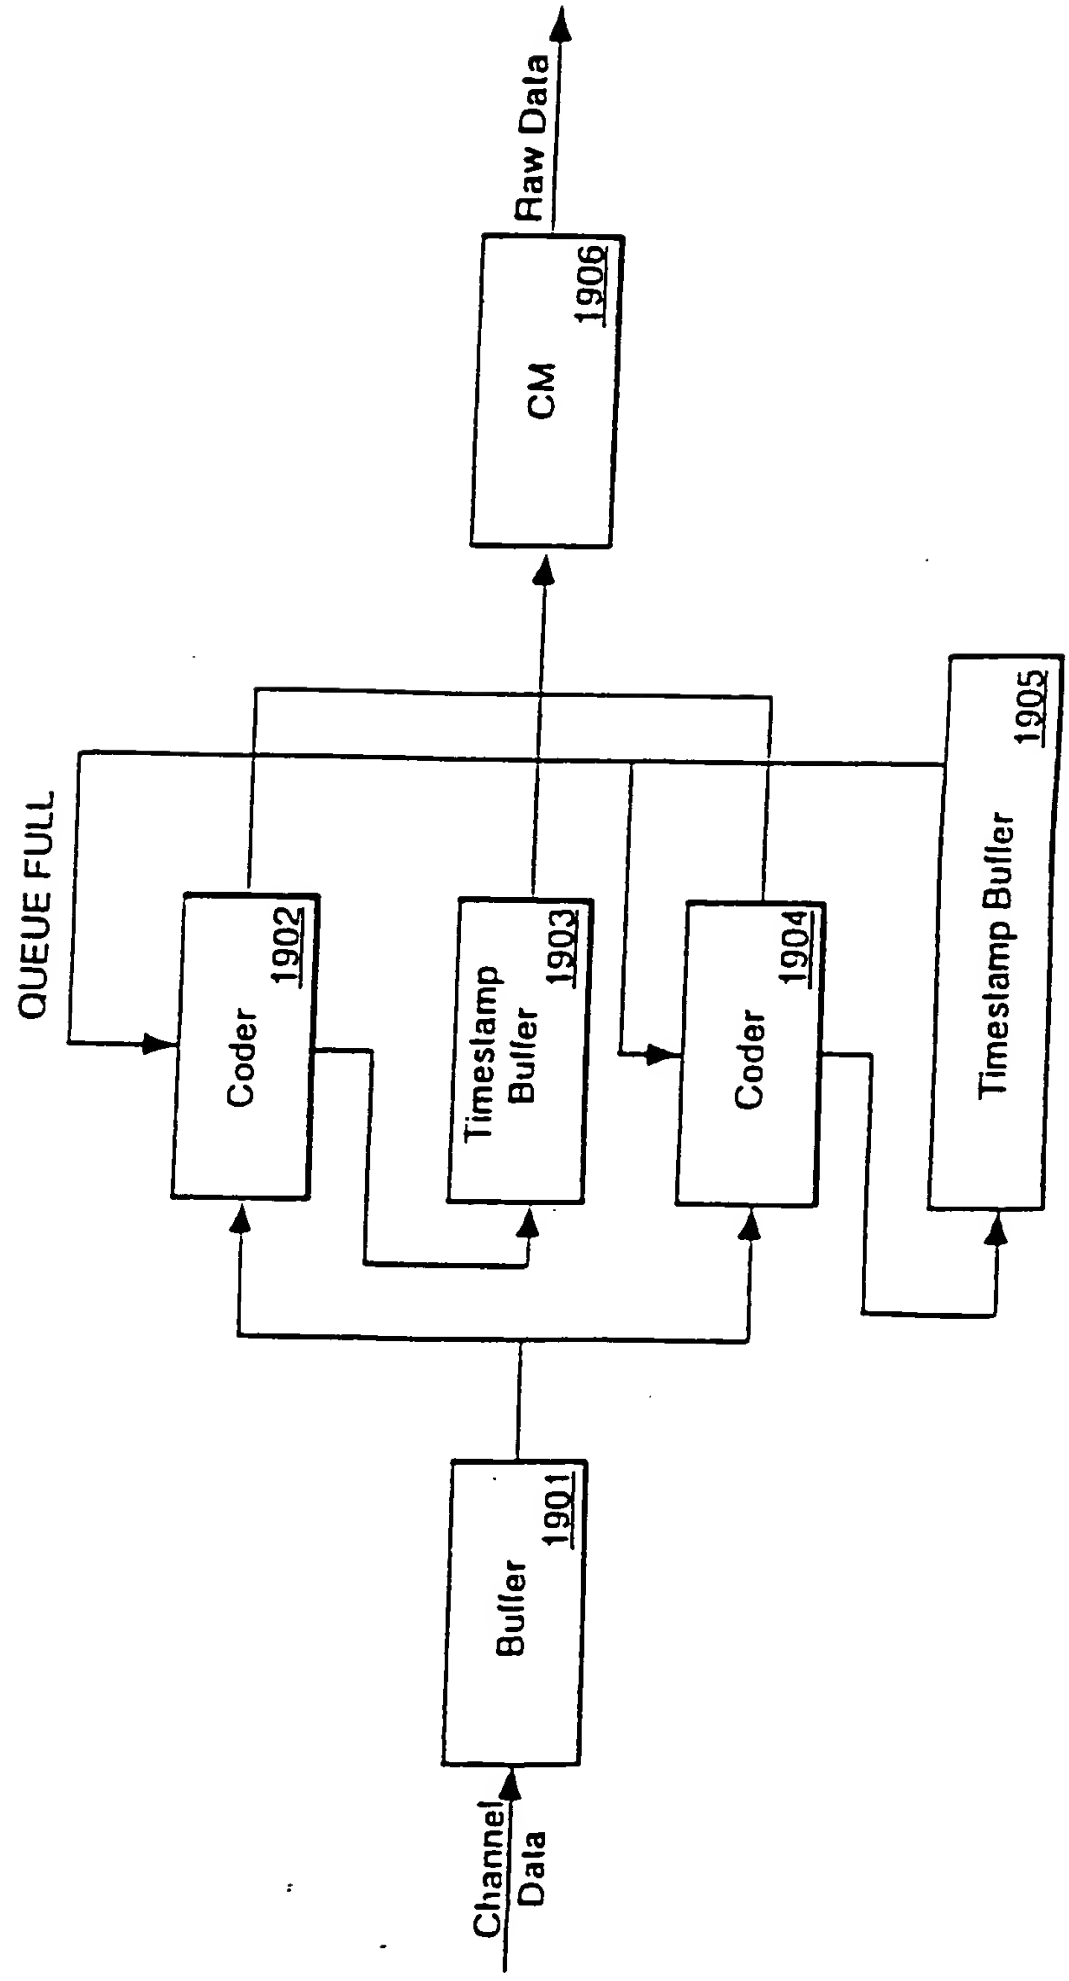 QUEUE FULL
Channel
Data
Buffer
1901
Coder
1902
Timestamp
Buffer
1903
Coder
1904
Timestamp Buffer
1905
CM
1906
Raw Data